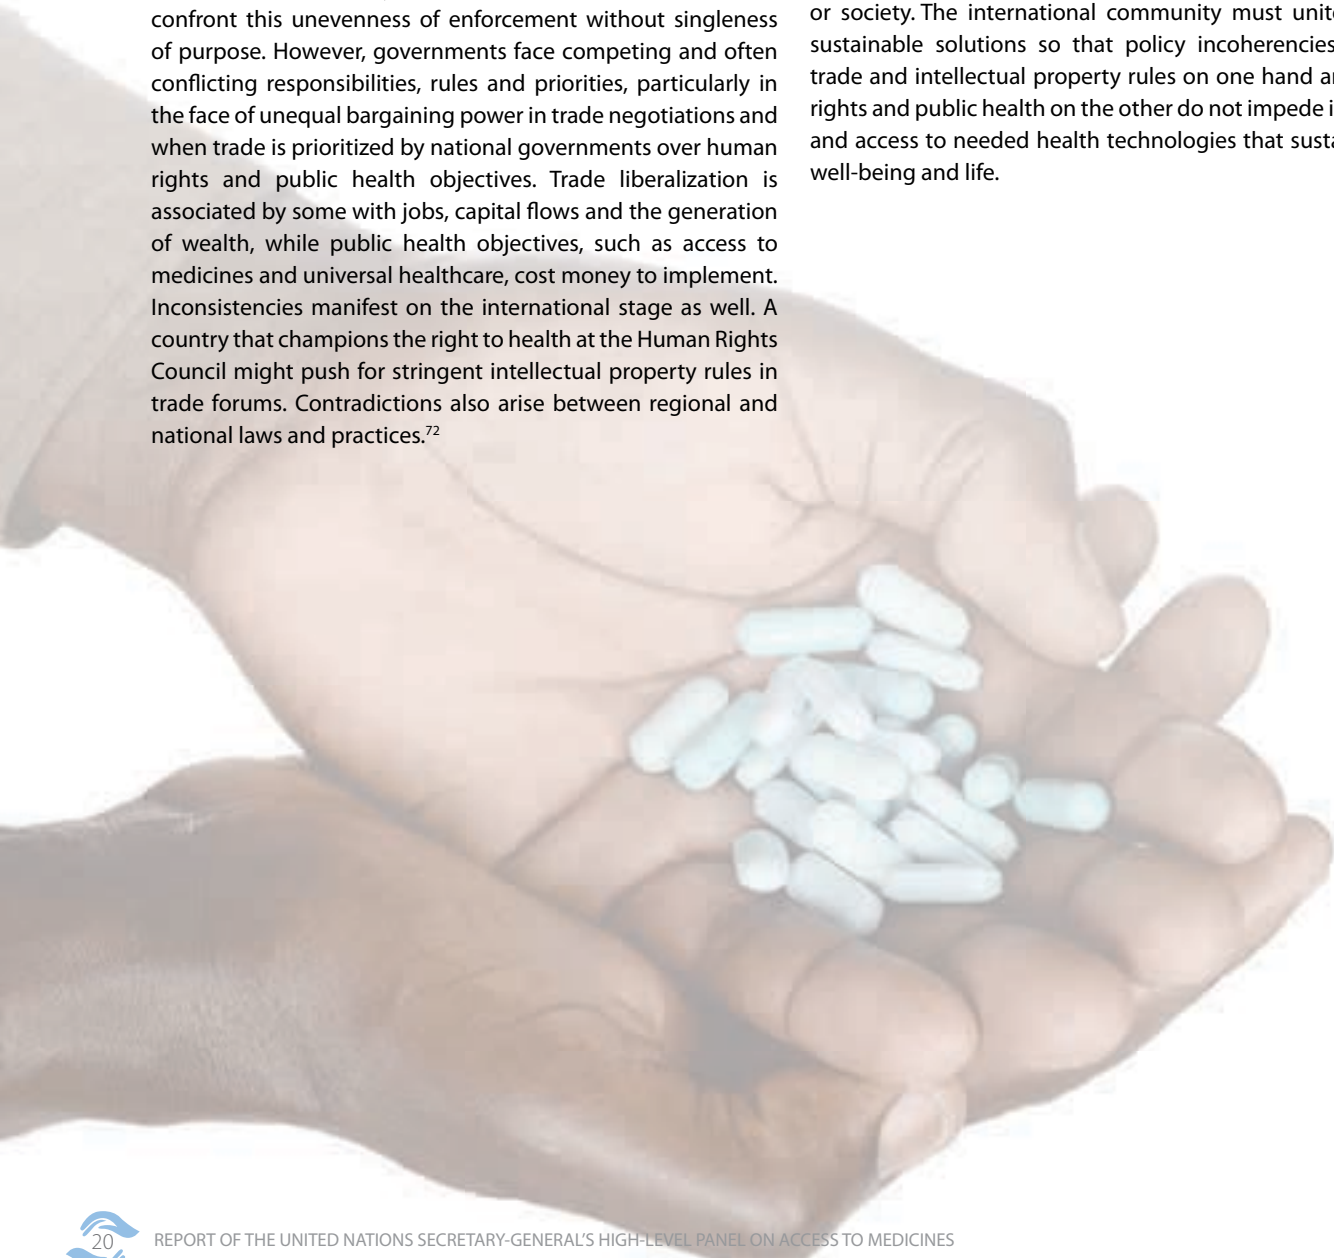 confront this unevenness of enforcement without singleness
of purpose. However, governments face competing and often
conflicting responsibilities, rules and priorities, particularly in
the face of unequal bargaining power in trade negotiations and
when trade is prioritized by national governments over human
rights and public health objectives. Trade liberalization is
associated by some with jobs, capital flows and the generation
of wealth, while public health objectives, such as access to
medicines and universal healthcare, cost money to implement.
Inconsistencies manifest on the international stage as well. A
country that champions the right to health at the Human Rights
Council might push for stringent intellectual property rules in
trade forums. Contradictions also arise between regional and
national laws and practices.72
or society. The international community must
sustainable solutions so that policy incoherencies
trade and intellectual property rules on one hand
rights and public health on the other do not impede
and access to needed health technologies that
well-being and life.
20 REPORT OF THE UNITED NATIONS SECRETARY-GENERAL'S HIGH-LEVEL PANEL ON ACCESS TO MEDICINES